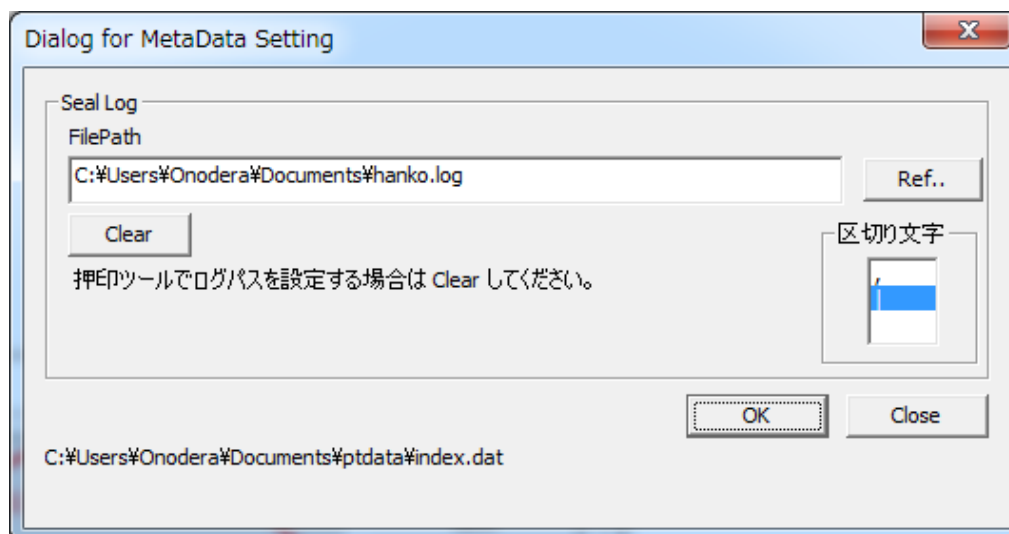 Dialog for MetaData Setting
Seal Log
FilePath
C:¥Users¥Onodera¥Documents¥hanko.log
Ref..
Clear
区切り文字
,
|
押印ツールでログパスを設定する場合は Clear してください。
OK
Close
C:¥Users¥Onodera¥Documents¥ptdata¥index.dat